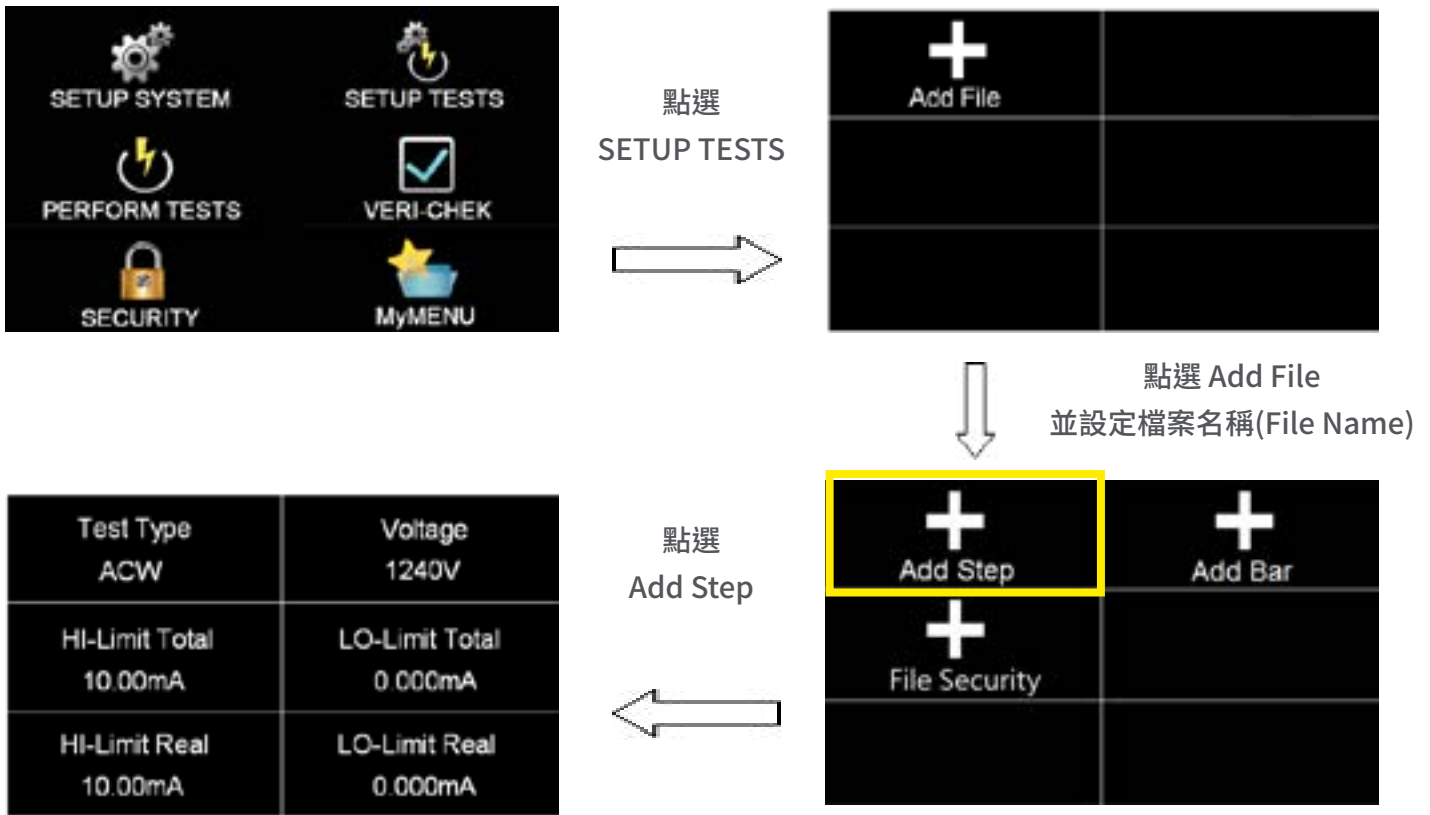 SETUP SYSTEM
SETUP TESTS
PERFORM TESTS
VERI-CHEK
SECURITY
MyMENU
點選
SETUP TESTS
Add File
點選 Add File
並設定檔案名稱(File Name)
Add Step
Add Bar
File Security
點選
Add Step
Test Type
ACW
Voltage
1240V
HI-Limit Total
10.00mA
LO-Limit Total
0.000mA
HI-Limit Real
10.00mA
LO-Limit Real
0.000mA